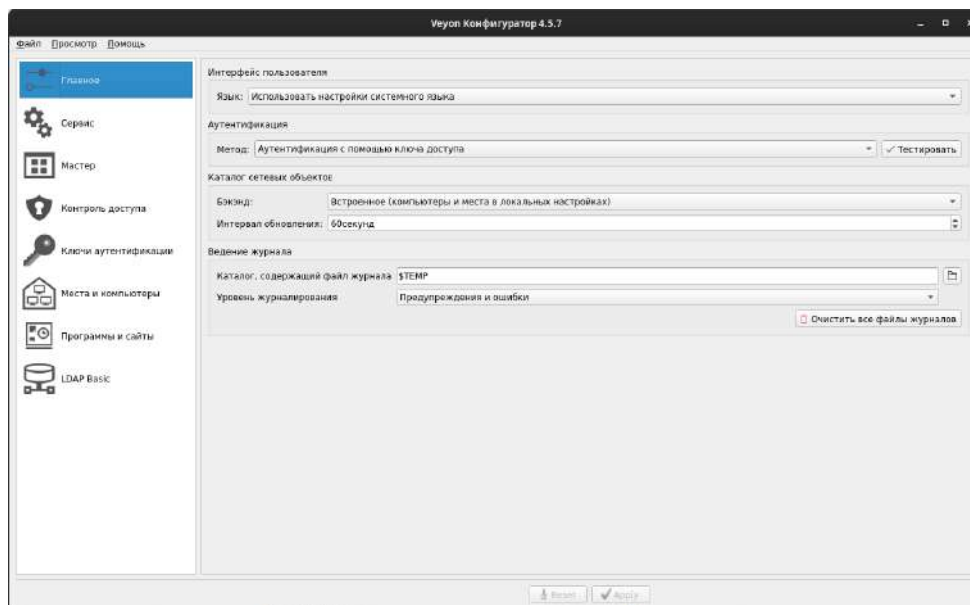 Veyon Конфигуратор 4.5.7
Файл Просмотр Помощь
Главное
Сервис
Мастер
Контроль доступа
Ключи аутентификации
Места и компьютеры
Программы и сайты
LDAP Basic
Интерфейс пользователя
Язык: Использовать настройки системного языка
Аутентификация
Метод: Аутентификация с помощью ключа доступа Тестировать
Каталог сетевых объектов
Бэкэнд: Встроенное (компьютеры и места в локальных настройках)
Интервал обновления: 60секунд
Ведение журнала
Каталог, содержащий файл журнала $TEMP
Уровень журналирования Предупреждения и ошибки
Очистить все файлы журналов
Reset Apply